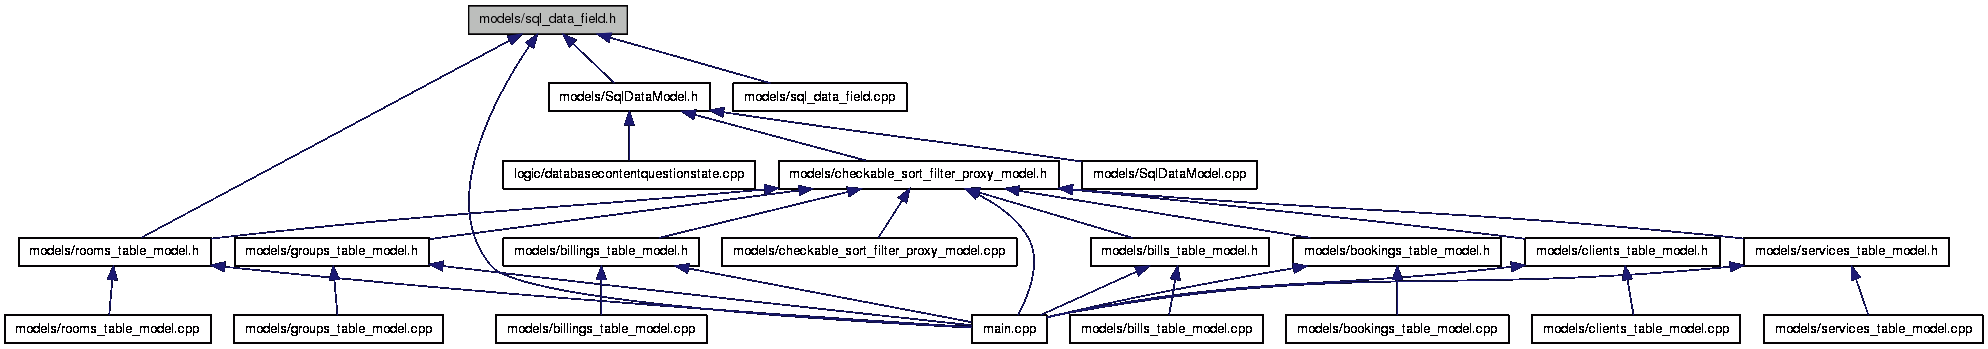 models/sql_data_field.h
models/SqlDataModel.h
models/sql_data_field.cpp
logic/databasecontentquestionstate.cpp
models/checkable_sort_filter_proxy_model.h
models/SqlDataModel.cpp
models/rooms_table_model.h
models/groups_table_model.h
models/billings_table_model.h
models/checkable_sort_filter_proxy_model.cpp
models/bills_table_model.h
models/bookings_table_model.h
models/clients_table_model.h
models/services_table_model.h
models/rooms_table_model.cpp
models/groups_table_model.cpp
models/billings_table_model.cpp
main.cpp
models/bills_table_model.cpp
models/bookings_table_model.cpp
models/clients_table_model.cpp
models/services_table_model.cpp